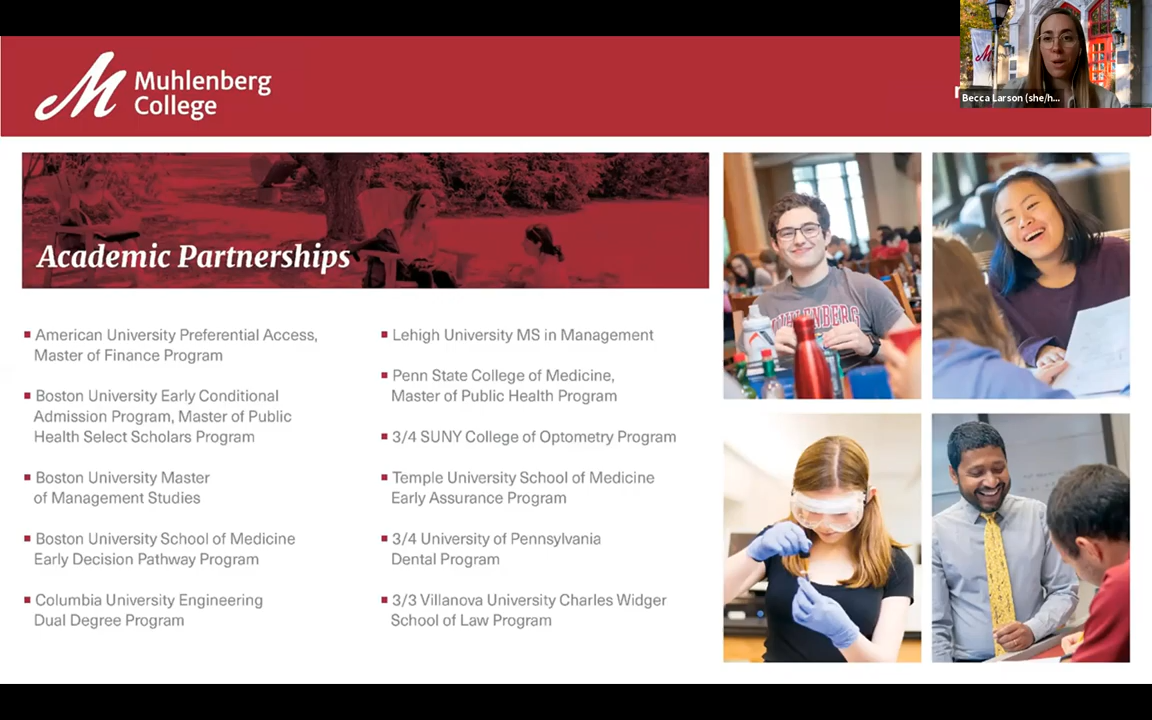 Muhlenberg
College
Becca Larson (she/h...
Academic Partnerships
American University Preferential Access,
Master of Finance Program
Boston University Early Conditional
Admission Program, Master of Public
Health Select Scholars Program
Boston University Master
of Management Studies
Boston University School of Medicine
Early Decision Pathway Program
Columbia University Engineering
Dual Degree Program
Lehigh University MS in Management
Penn State College of Medicine,
Master of Public Health Program
3/4 SUNY College of Optometry Program
Temple University School of Medicine
Early Assurance Program
3/4 University of Pennsylvania
Dental Program
3/3 Villanova University Charles Widger
School of Law Program
MUHLENBERG